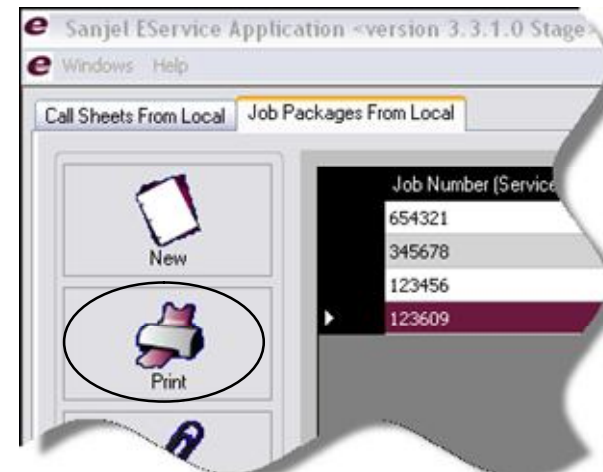 Sanjel EService Application <version 3.3.1.0 Stage>
Windows Help
Call Sheets From Local Job Packages From Local
New
Print
Job Number (Service
654321
345678
123456
123609